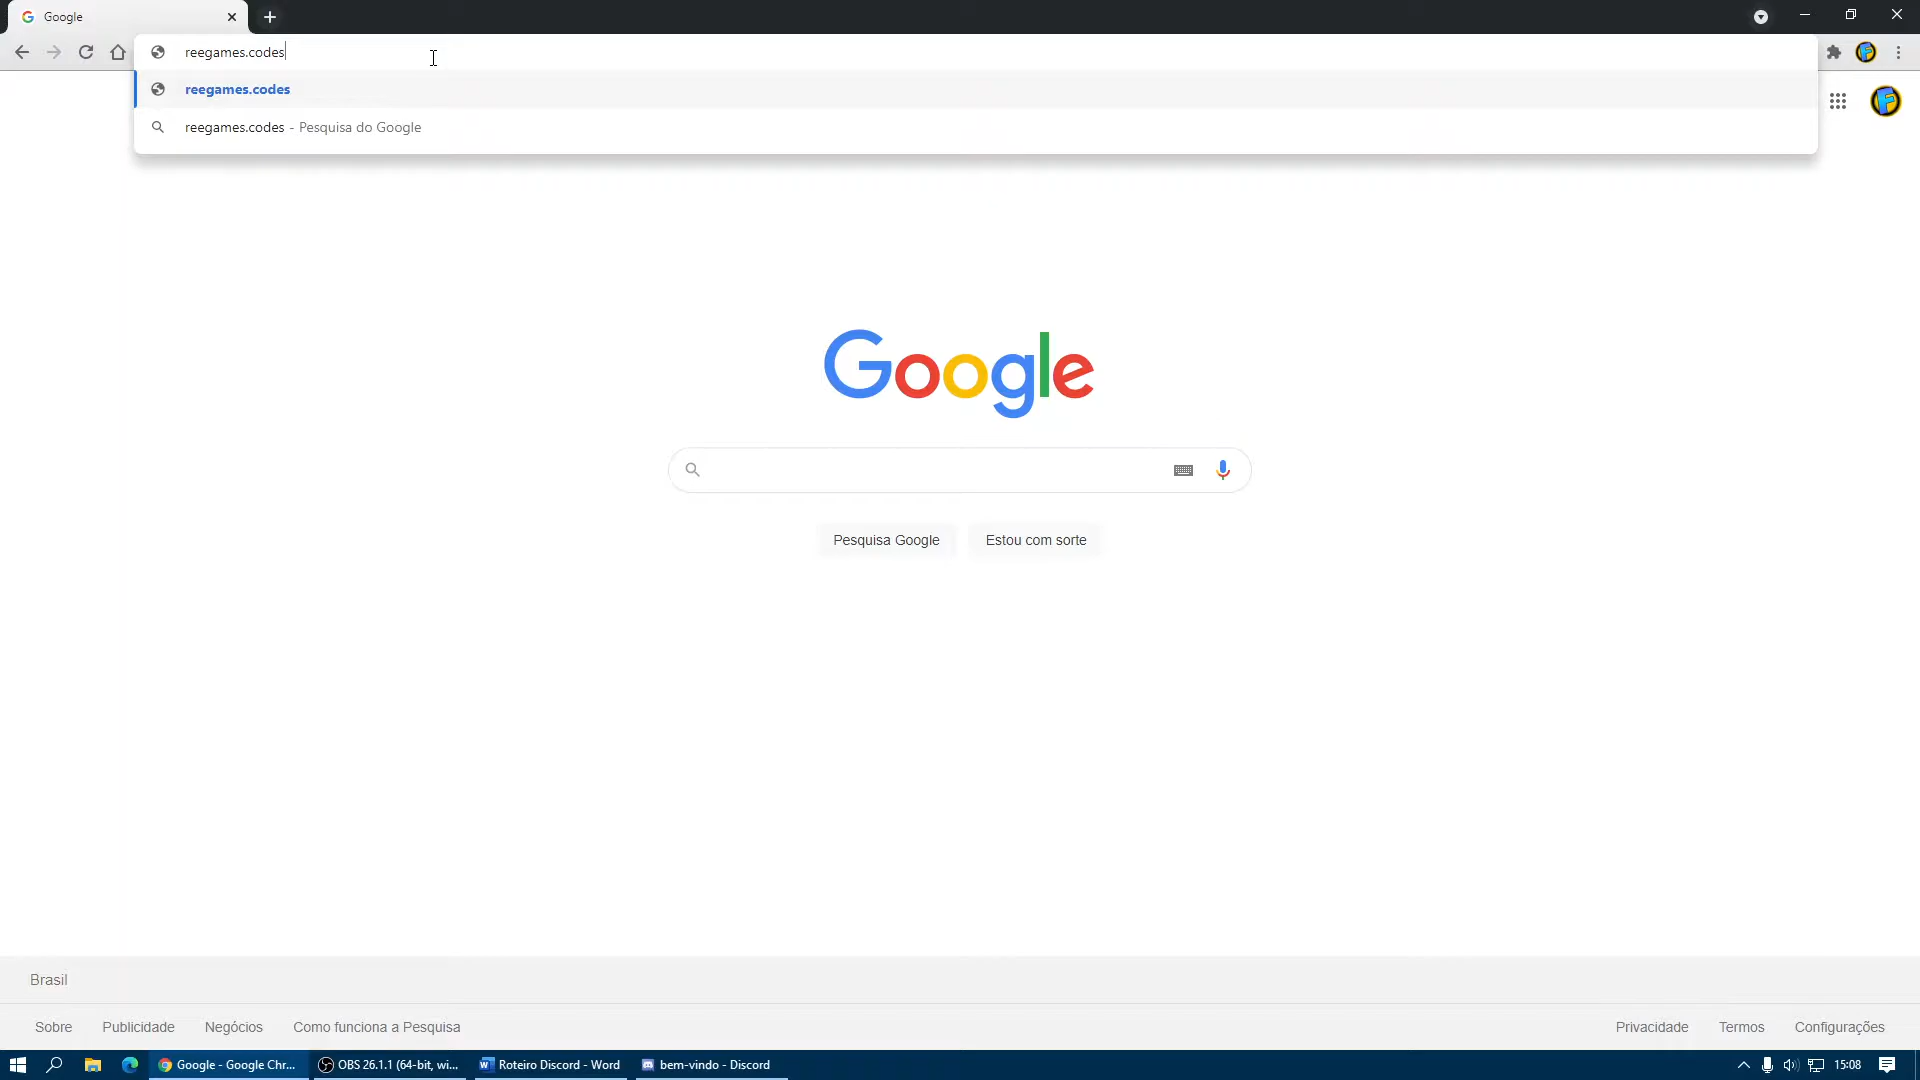 Google
reegames.codes
reegames.codes
reegames.codes - Pesquisa do Google
Google
Pesquisa Google
Estou com sorte
Brasil
Sobre
Publicidade
Negócios
Como funciona a Pesquisa
Privacidade
Termos
Configurações
Google - Google Chr...
OBS 26.1.1 (64-bit, wi...
Roteiro Discord - Word
bem-vindo - Discord
15:08